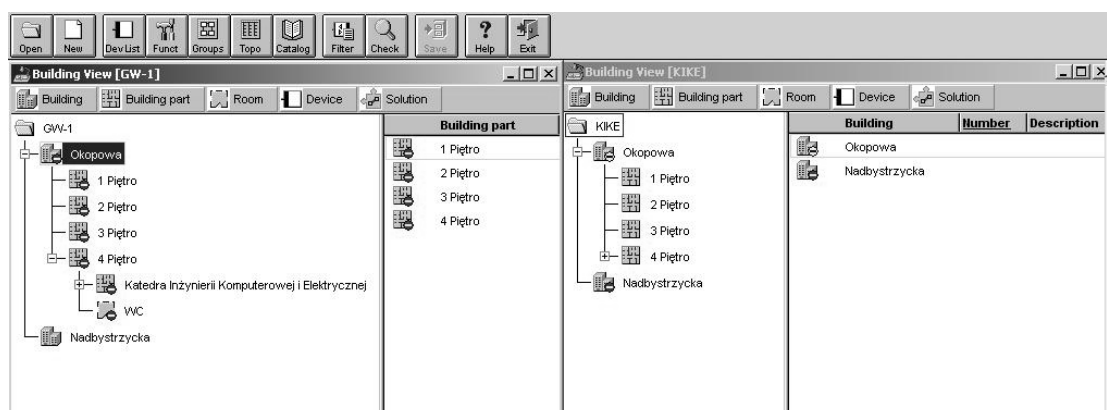 Open New Dev List Funct Groups Topo Catalog Filter Check Save Help Exit
Building View [GW-1]
Building Building part Room Device Solution
GW-1
Okopowa
1 Piętro
2 Piętro
3 Piętro
4 Piętro
Katedra Inżynierii Komputerowej i Elektrycznej
WC
Nadbystrzycka
Building part
1 Piętro
2 Piętro
3 Piętro
4 Piętro
Building View [KIKE]
Building Building part Room Device Solution
KIKE
Okopowa
1 Piętro
2 Piętro
3 Piętro
4 Piętro
Nadbystrzycka
Building Number Description
Okopowa
Nadbystrzycka